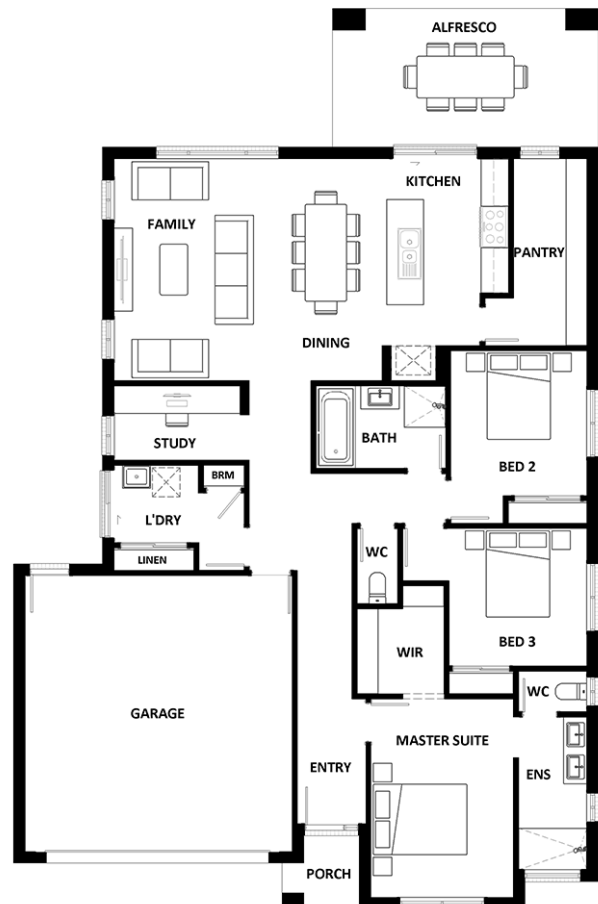 ALFRESCO
KITCHEN
FAMILY
PANTRY
DINING
BATH
STUDY
BED 2
BRM
L'DRY
WC
LINEN
BED 3
WIR
WC
GARAGE
MASTER SUITE
ENTRY
ENS
PORCH